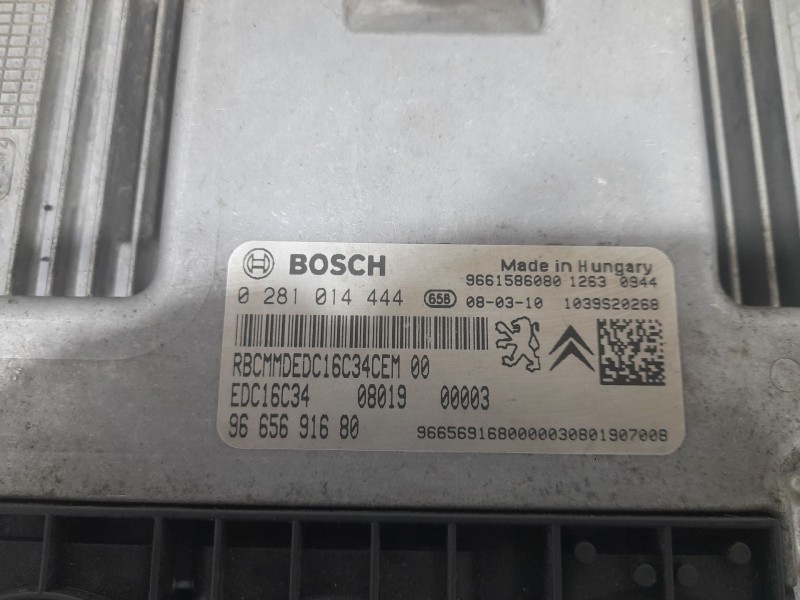 BOSCH
Made in Hungary
9661586080 1263 0944
0 281 014 444 658 08-03-10 1039S20268
RBCMMDEDC16C34CEM 00
EDC16C34 08019 00003
96 656 916 80 9665691680000030801907008